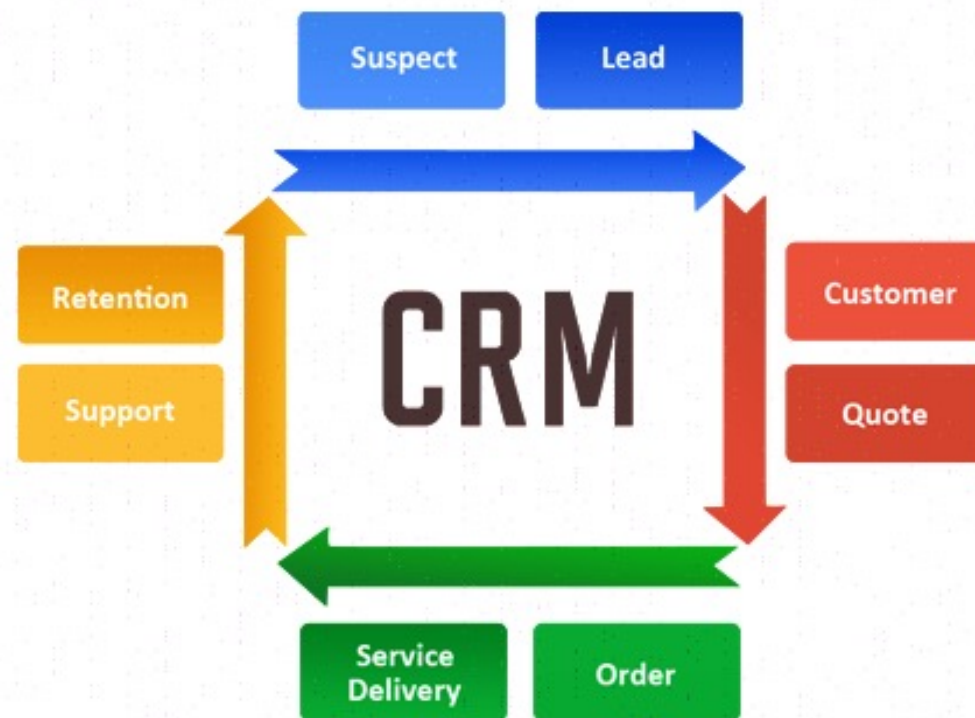 Suspect
Lead
Retention
Support
CRM
Customer
Quote
Service
Delivery
Order